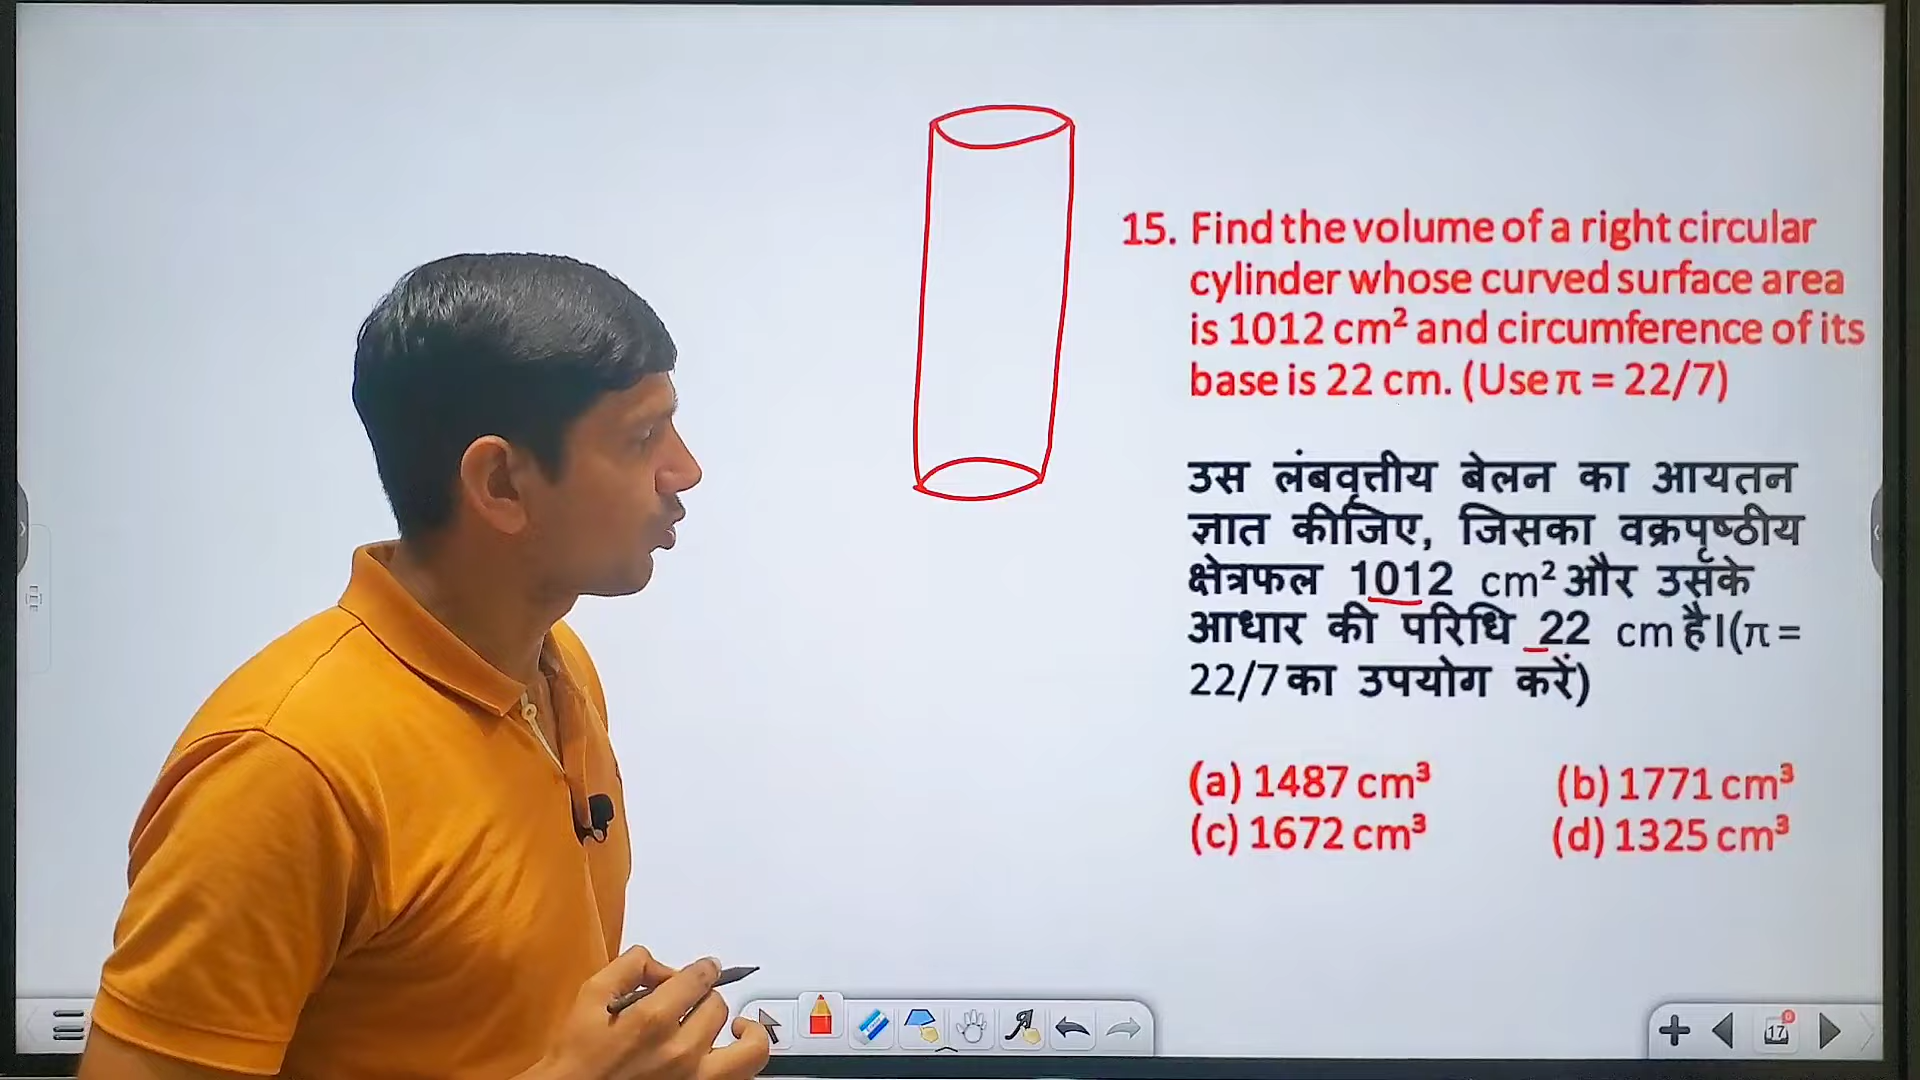 15. Find the volume of a right circular
cylinder whose curved surface area
is 1012 cm² and circumference of its
base is 22 cm. (Use π = 22/7)
उस लंबवृत्तीय बेलन का आयतन
ज्ञात कीजिए, जिसका वक्रपृष्ठीय
क्षेत्रफल 1012 cm² और उसके
आधार की परिधि 22 cm है।(π =
22/7 का उपयोग करें)
(a) 1487 cm³ (b) 1771 cm³
(c) 1672 cm³ (d) 1325 cm³
17